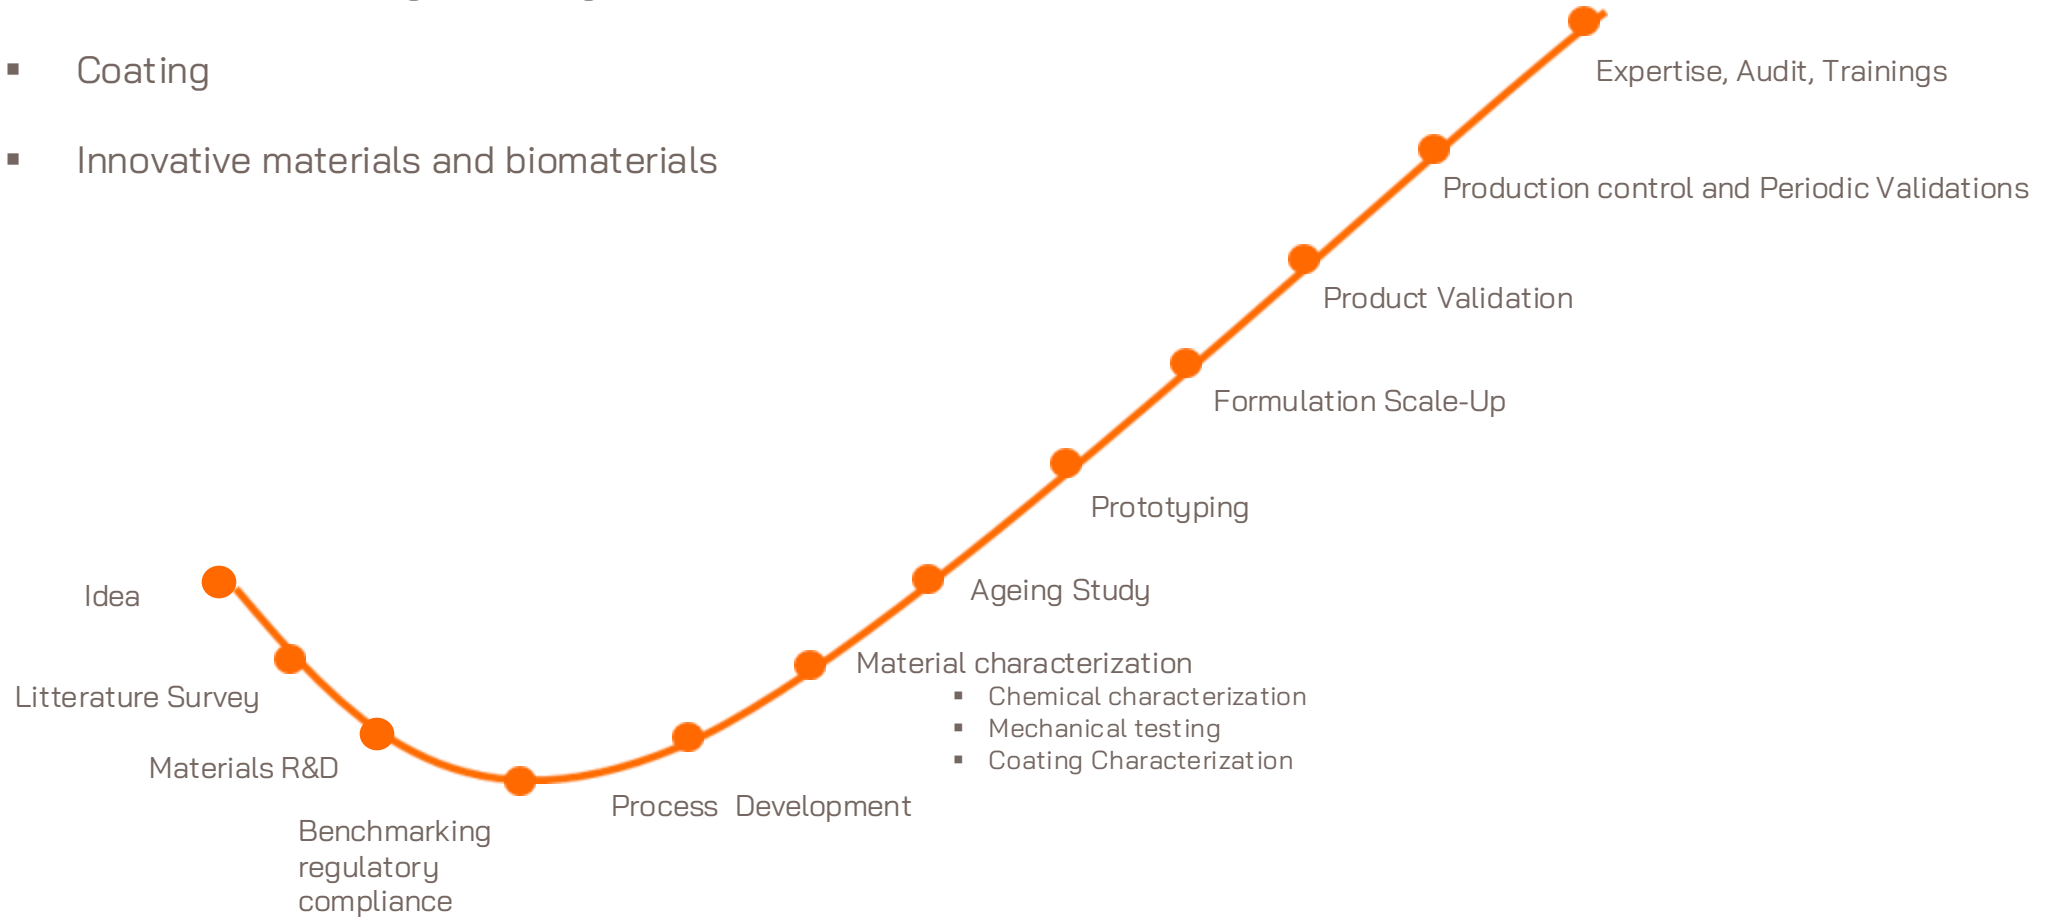 Coating
Innovative materials and biomaterials
Expertise, Audit, Trainings
Production control and Periodic Validations
Product Validation
Formulation Scale-Up
Prototyping
Ageing Study
Idea
Material characterization
Chemical characterization
Mechanical testing
Coating Characterization
Litterature Survey
Materials R&D
Process Development
Benchmarking
regulatory
compliance